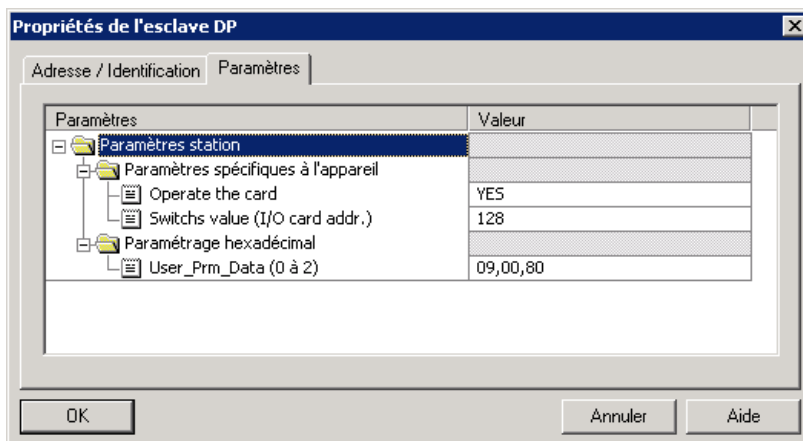 Propriétés de l'esclave DP
Adresse / Identification Paramètres
Paramètres Valeur
Paramètres station
Paramètres spécifiques à l'appareil
Operate the card YES
Switchs value (I/O card addr.) 128
Paramétrage hexadécimal
User_Prm_Data (0 à 2) 09,00,80
OK Annuler Aide